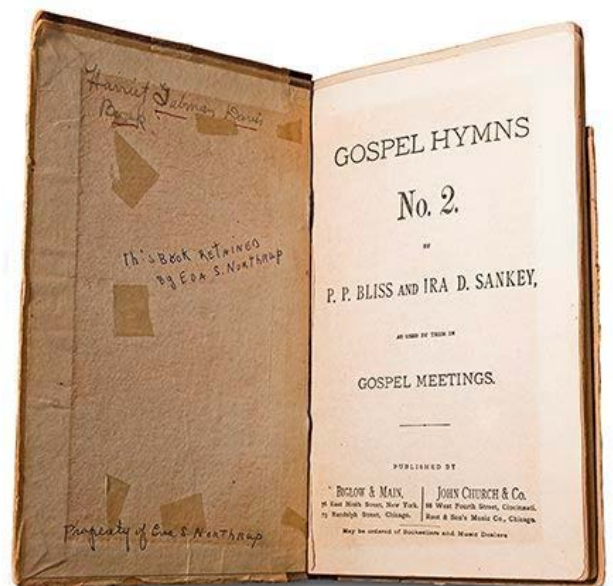 Harriet Tubman Davis
Book
This Book RETAINED
By EVA S. NORTHRUP
Property of Eva S. NORTHRUP
GOSPEL HYMNS
No. 2.
BY
P. P. BLISS AND IRA D. SANKEY,
AS USED BY THEM IN
GOSPEL MEETINGS.
PUBLISHED BY
BIGLOW & MAIN,
76 East Ninth Street, New York.
73 Randolph Street, Chicago.
JOHN CHURCH & Co.
66 West Fourth Street, Cincinnati.
Root & Son's Music Co., Chicago.
May be ordered of Booksellers and Music Dealers